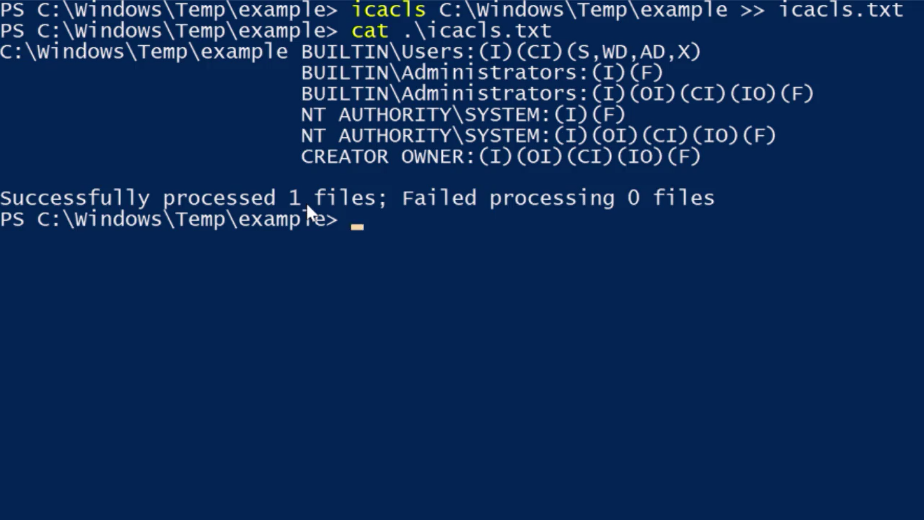 PS C:\Windows\Temp\example> icacls C:\Windows\Temp\example >> icacls.txt
PS C:\Windows\Temp\example> cat .\icacls.txt
C:\Windows\Temp\example BUILTIN\Users:(I)(CI)(S,WD,AD,X)
BUILTIN\Administrators:(I)(F)
BUILTIN\Administrators:(I)(OI)(CI)(IO)(F)
NT AUTHORITY\SYSTEM:(I)(F)
NT AUTHORITY\SYSTEM:(I)(OI)(CI)(IO)(F)
CREATOR OWNER:(I)(OI)(CI)(IO)(F)
Successfully processed 1 files; Failed processing 0 files
PS C:\Windows\Temp\example>